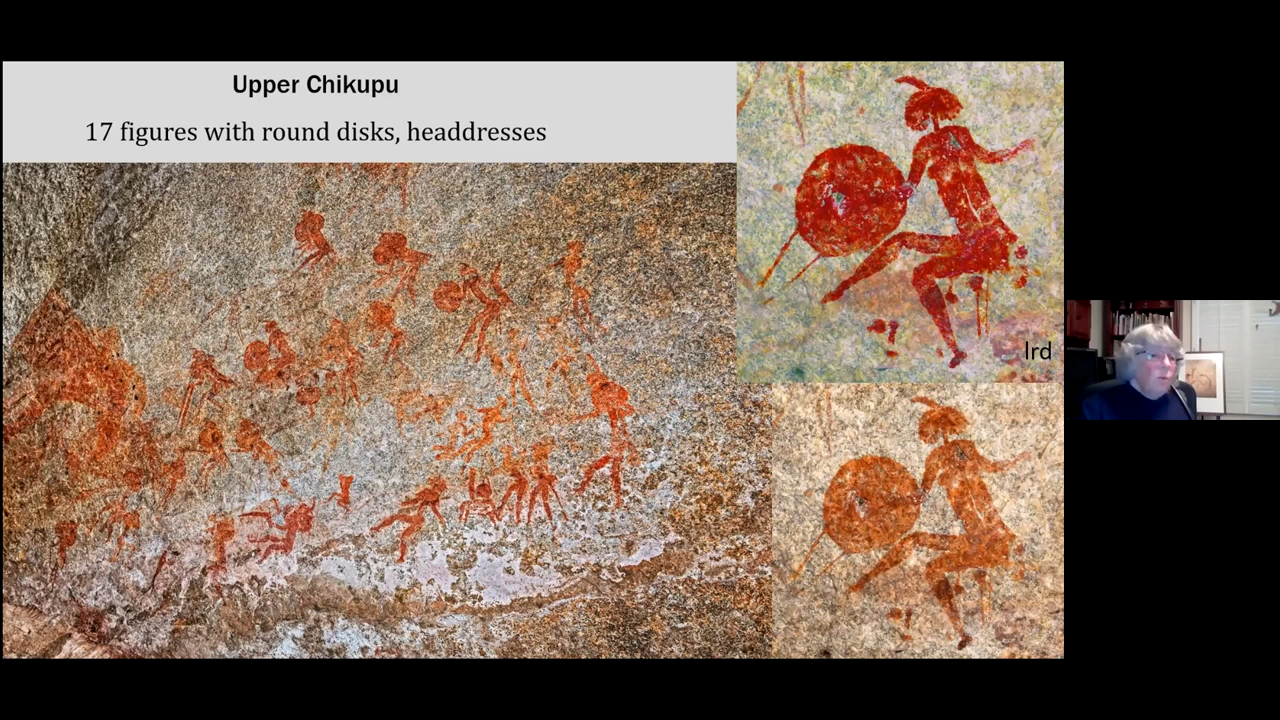 Upper Chikupu
17 figures with round disks, headdresses
lrd